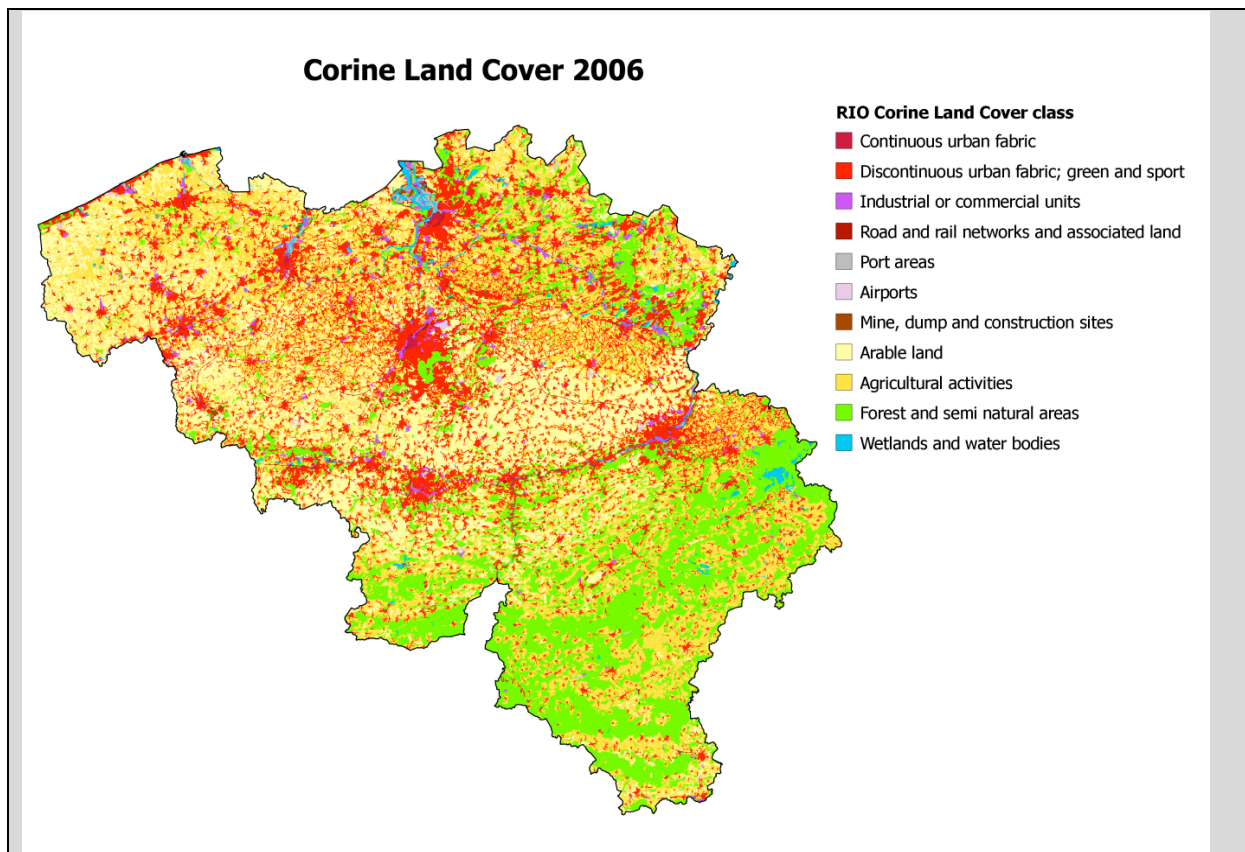 Corine Land Cover 2006
RIO Corine Land Cover class
Continuous urban fabric
Discontinuous urban fabric; green and sport
Industrial or commercial units
Road and rail networks and associated land
Port areas
Airports
Mine, dump and construction sites
Arable land
Agricultural activities
Forest and semi natural areas
Wetlands and water bodies